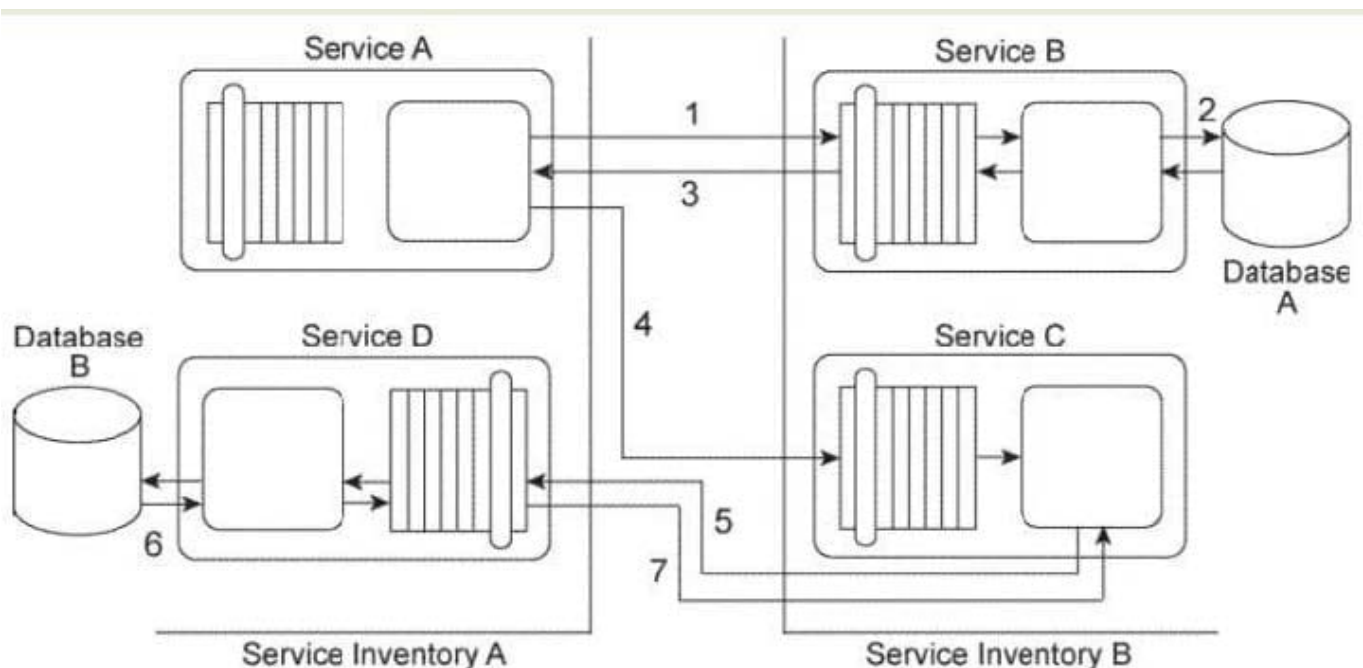 Service A
Service B
1
2
3
Database
A
4
Database
B
Service D
Service C
5
6
7
Service Inventory A
Service Inventory B